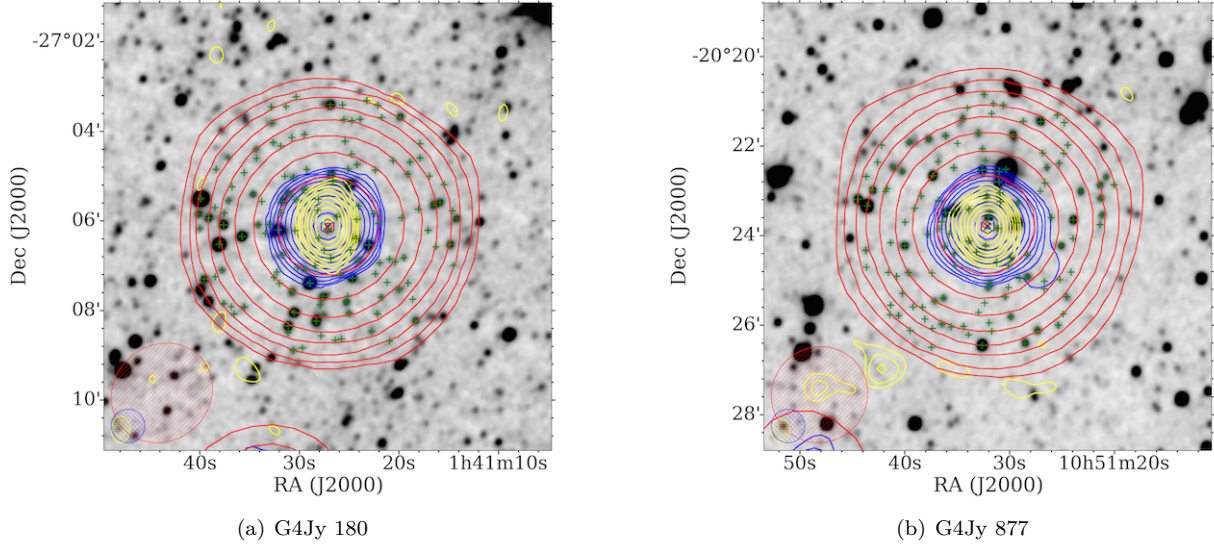 -27°02'
04'
06'
08'
10'
Dec (J2000)
40s
30s
20s
1h41m10s
RA (J2000)
(a) G4Jy 180
-20°20'
22'
24'
26'
28'
Dec (J2000)
50s
40s
30s
10h51m20s
RA (J2000)
(b) G4Jy 877